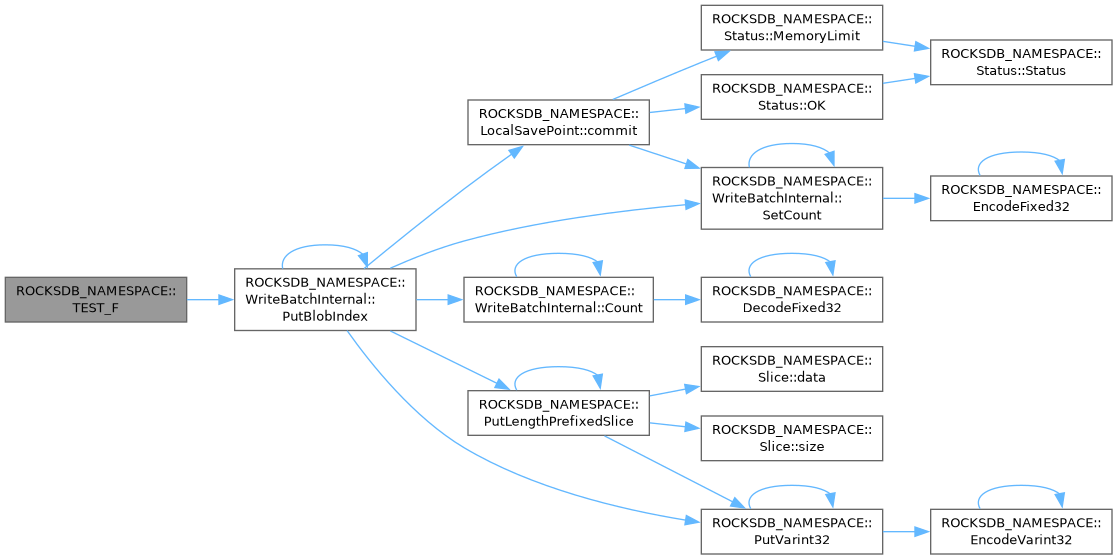 ROCKSDB_NAMESPACE::
TEST_F
ROCKSDB_NAMESPACE::
WriteBatchInternal::
PutBlobIndex
ROCKSDB_NAMESPACE::
LocalSavePoint::commit
ROCKSDB_NAMESPACE::
Status::MemoryLimit
ROCKSDB_NAMESPACE::
Status::Status
ROCKSDB_NAMESPACE::
Status::OK
ROCKSDB_NAMESPACE::
WriteBatchInternal::
SetCount
ROCKSDB_NAMESPACE::
EncodeFixed32
ROCKSDB_NAMESPACE::
WriteBatchInternal::Count
ROCKSDB_NAMESPACE::
DecodeFixed32
ROCKSDB_NAMESPACE::
PutLengthPrefixedSlice
ROCKSDB_NAMESPACE::
Slice::data
ROCKSDB_NAMESPACE::
Slice::size
ROCKSDB_NAMESPACE::
PutVarint32
ROCKSDB_NAMESPACE::
EncodeVarint32